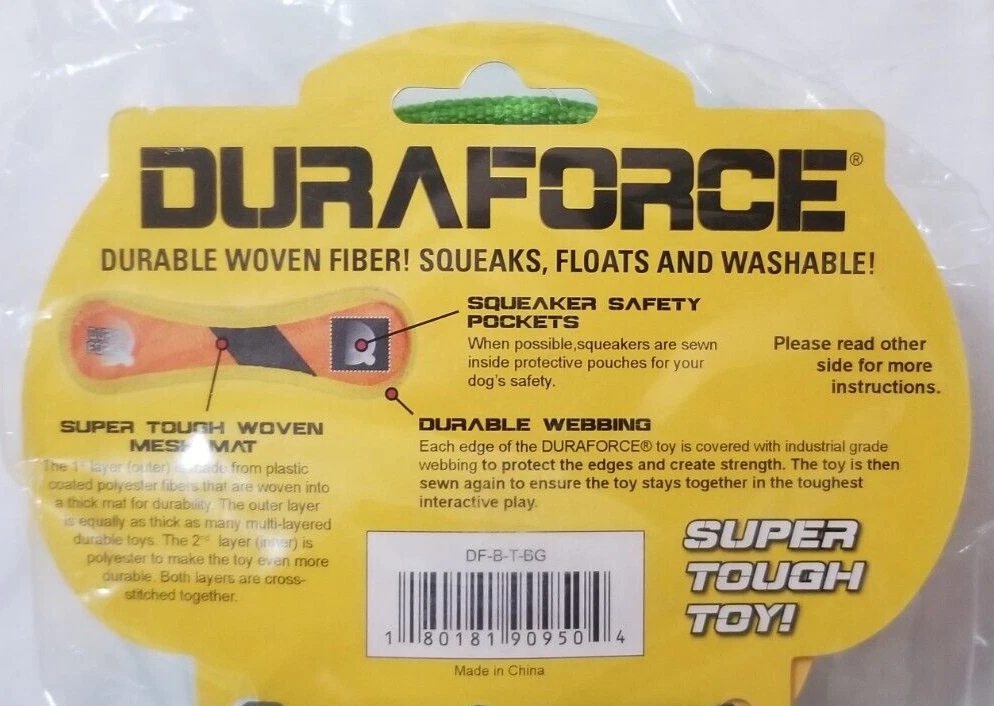 DURAFORCE®
DURABLE WOVEN FIBER! SQUEAKS, FLOATS AND WASHABLE!
SQUEAKER SAFETY
POCKETS
When possible,squeakers are sewn
inside protective pouches for your
dog's safety.
Please read other
side for more
instructions.
SUPER TOUGH WOVEN
MESH MAT
The 1st layer (outer) is made from plastic
coated polyester fibers that are woven into
a thick mat for durability. The outer layer
is equally as thick as many multi-layered
durable toys. The 2nd layer (inner) is
polyester to make the toy even more
durable. Both layers are cross-
stitched together.
DURABLE WEBBING
Each edge of the DURAFORCE® toy is covered with industrial grade
webbing to protect the edges and create strength. The toy is then
sewn again to ensure the toy stays together in the toughest
interactive play.
DF-B-T-BG
1 80181 90950 4
Made in China
SUPER
TOUGH
TOY!